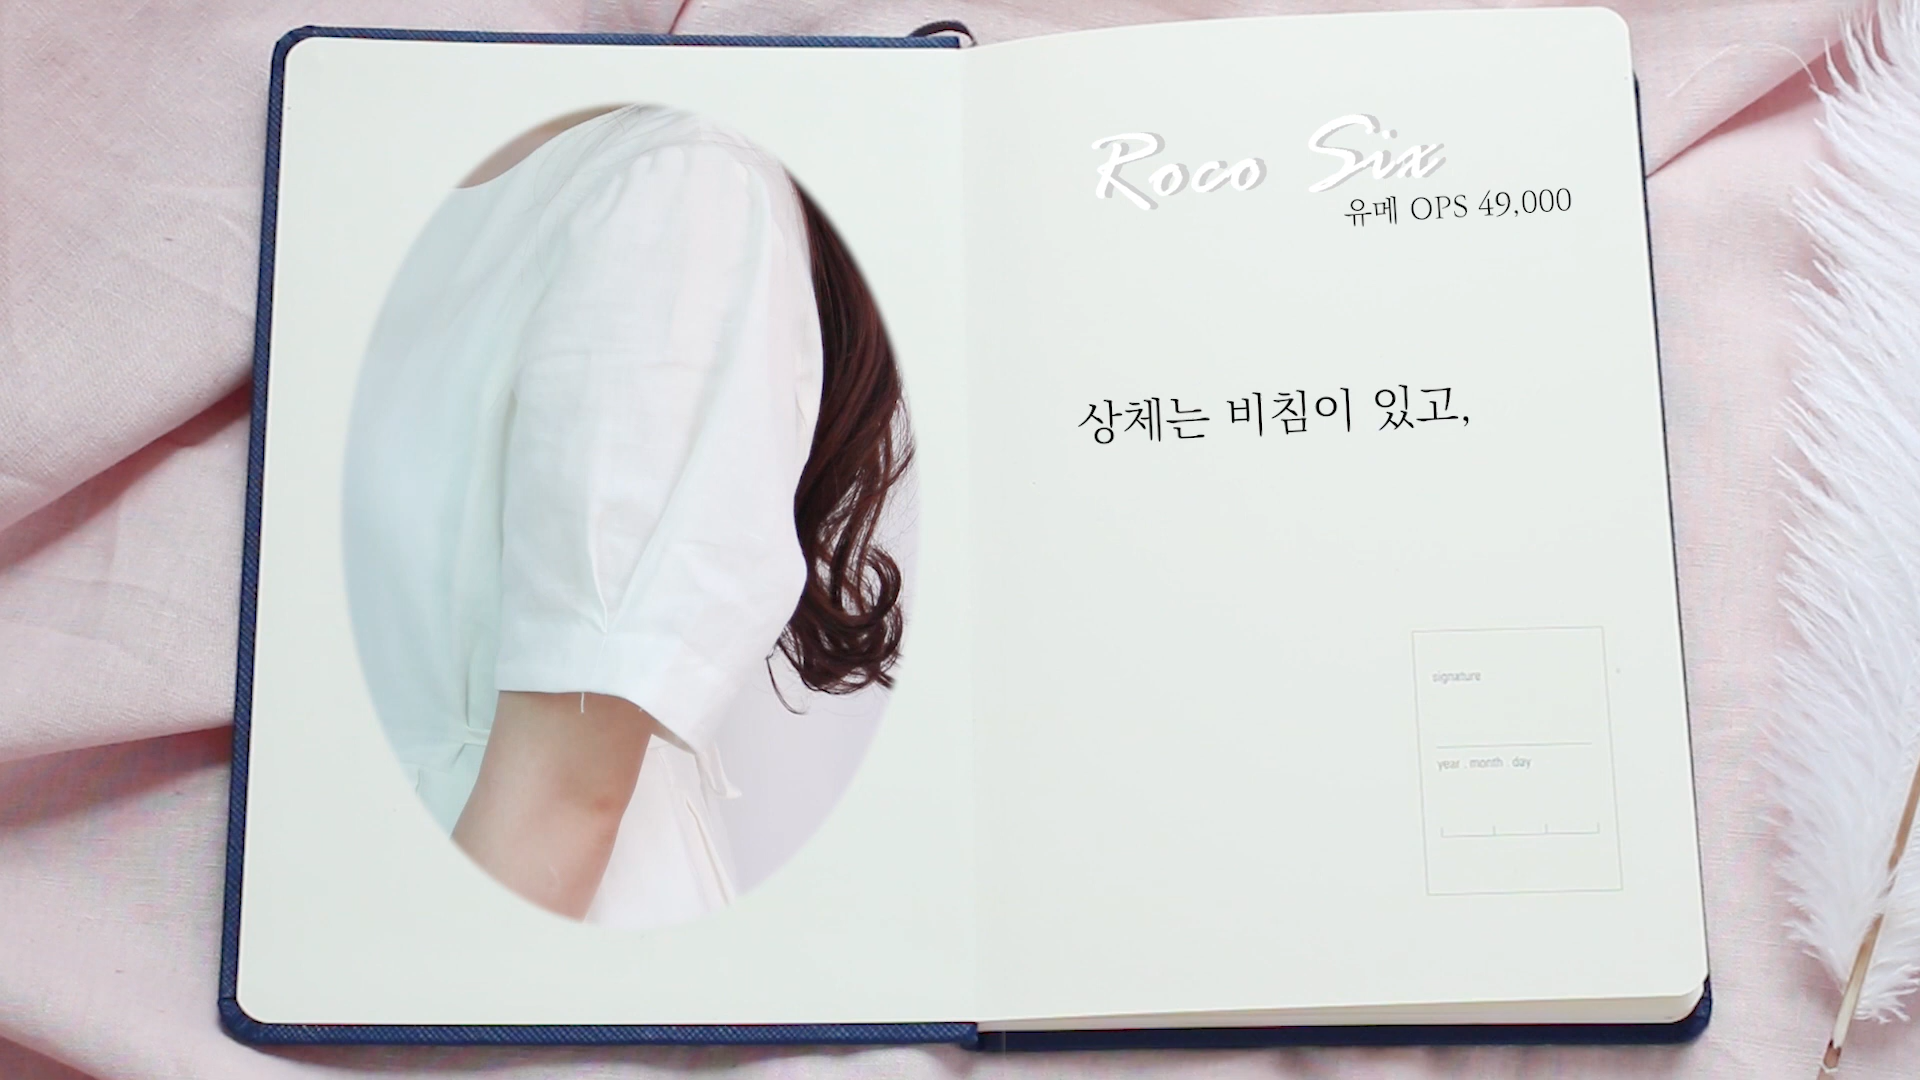 Roco Six
유메 OPS 49,000
상체는 비침이 있고,
signature
year . month . day